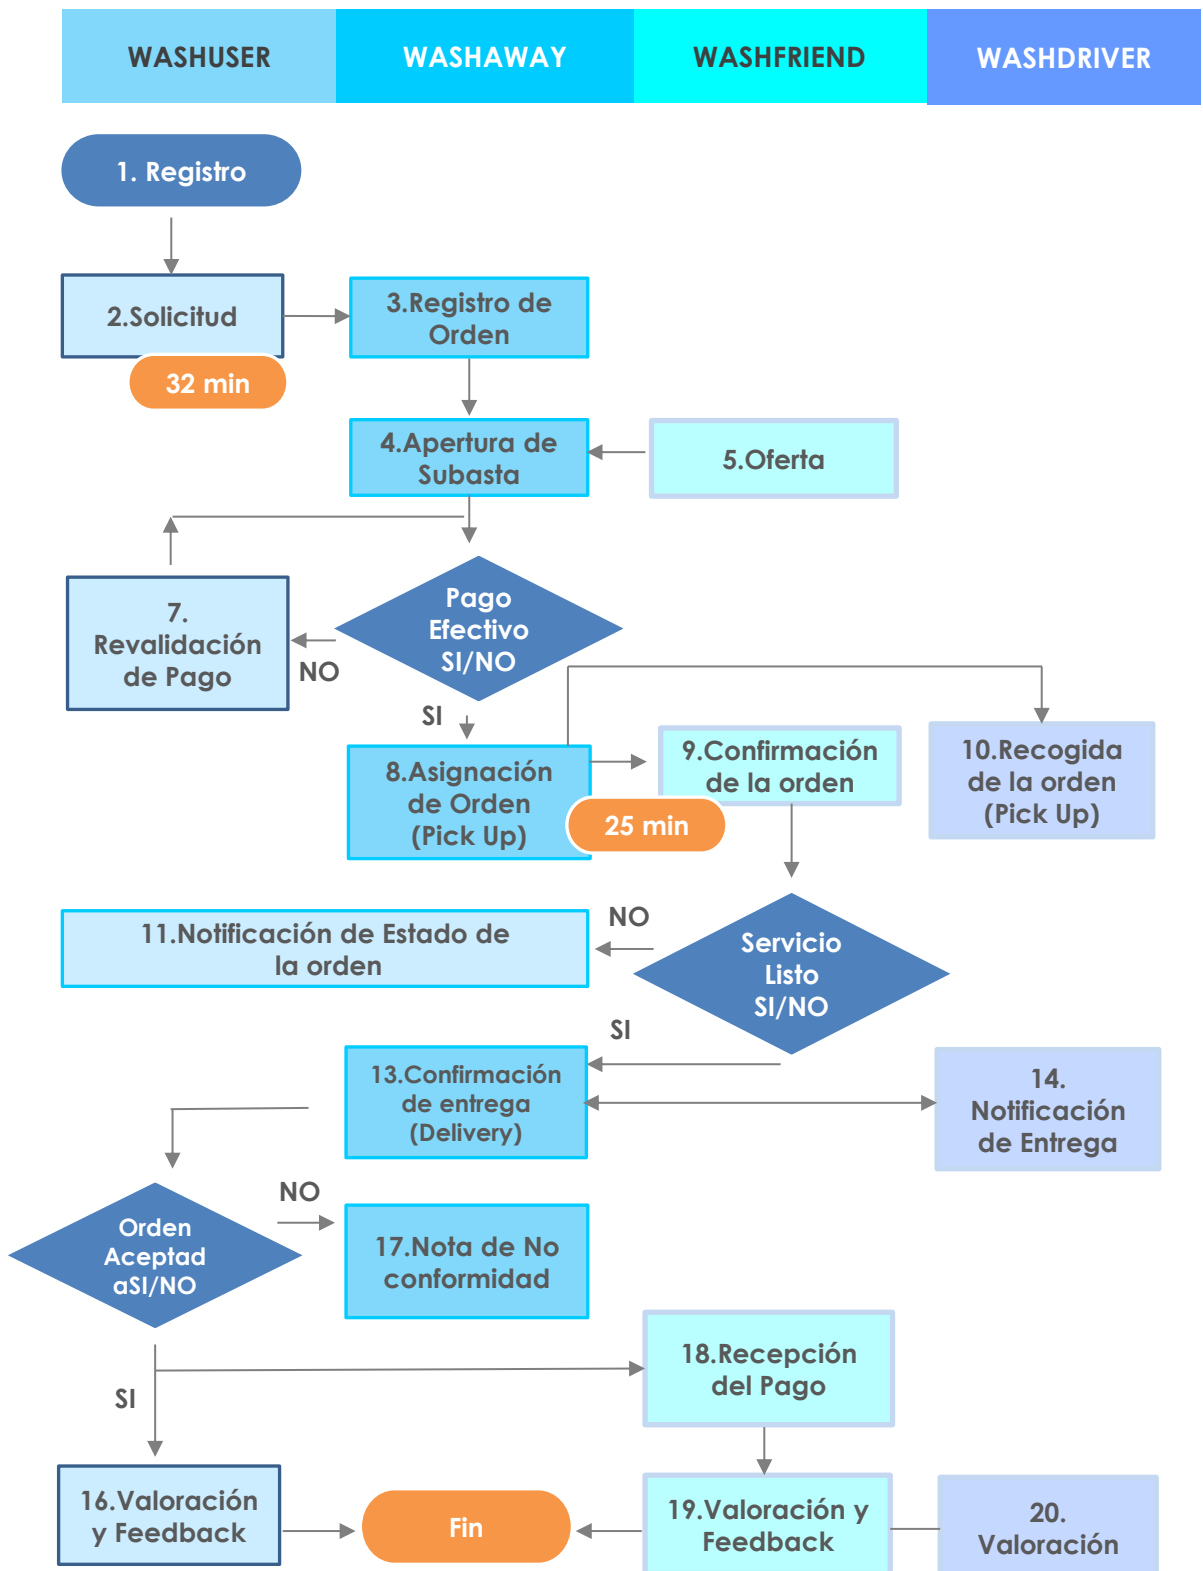 WASHUSER
WASHAWAY
WASHFRIEND
WASHDRIVER
1. Registro
2.Solicitud
32 min
3.Registro de
Orden
4.Apertura de
Subasta
5.Oferta
Pago
Efectivo
SI/NO
7.
Revalidación
de Pago
NO
SI
8.Asignación
de Orden
(Pick Up)
25 min
9.Confirmación
de la orden
10.Recogida
de la orden
(Pick Up)
11.Notificación de Estado de
la orden
NO
Servicio
Listo
SI/NO
SI
13.Confirmación
de entrega
(Delivery)
14.
Notificación
de Entrega
Orden
Aceptad
aSI/NO
NO
17.Nota de No
conformidad
18.Recepción
del Pago
SI
16.Valoración
y Feedback
Fin
19.Valoración y
Feedback
20.
Valoración